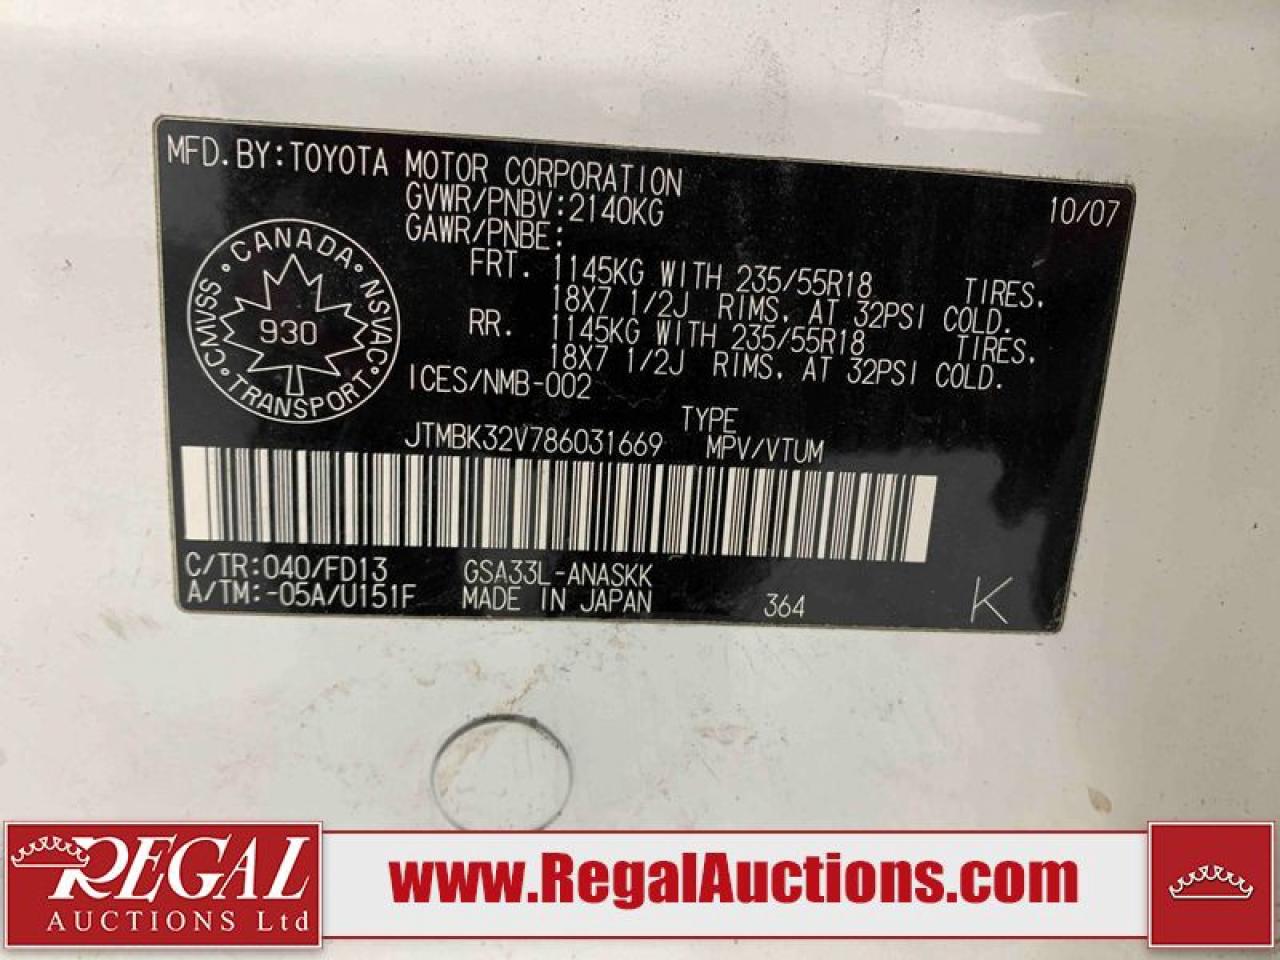 MFD. BY: TOYOTA MOTOR CORPORATION 10/07
GVWR/PNBV: 2140KG
GAWR/PNBE:
FRT. 1145KG WITH 235/55R18 TIRES,
18X7 1/2J RIMS, AT 32PSI COLD.
RR. 1145KG WITH 235/55R18 TIRES,
18X7 1/2J RIMS, AT 32PSI COLD.
CANADA · NSVAC · TRANSPORT · CMVSS ·
930
ICES/NMB-002
TYPE
JTMBK32V786031669 MPV/VTUM
C/TR: 040/FD13 GSA33L-ANASKK
A/TM: -05A/U151F MADE IN JAPAN 364 K
REGAL
AUCTIONS Ltd
www.RegalAuctions.com